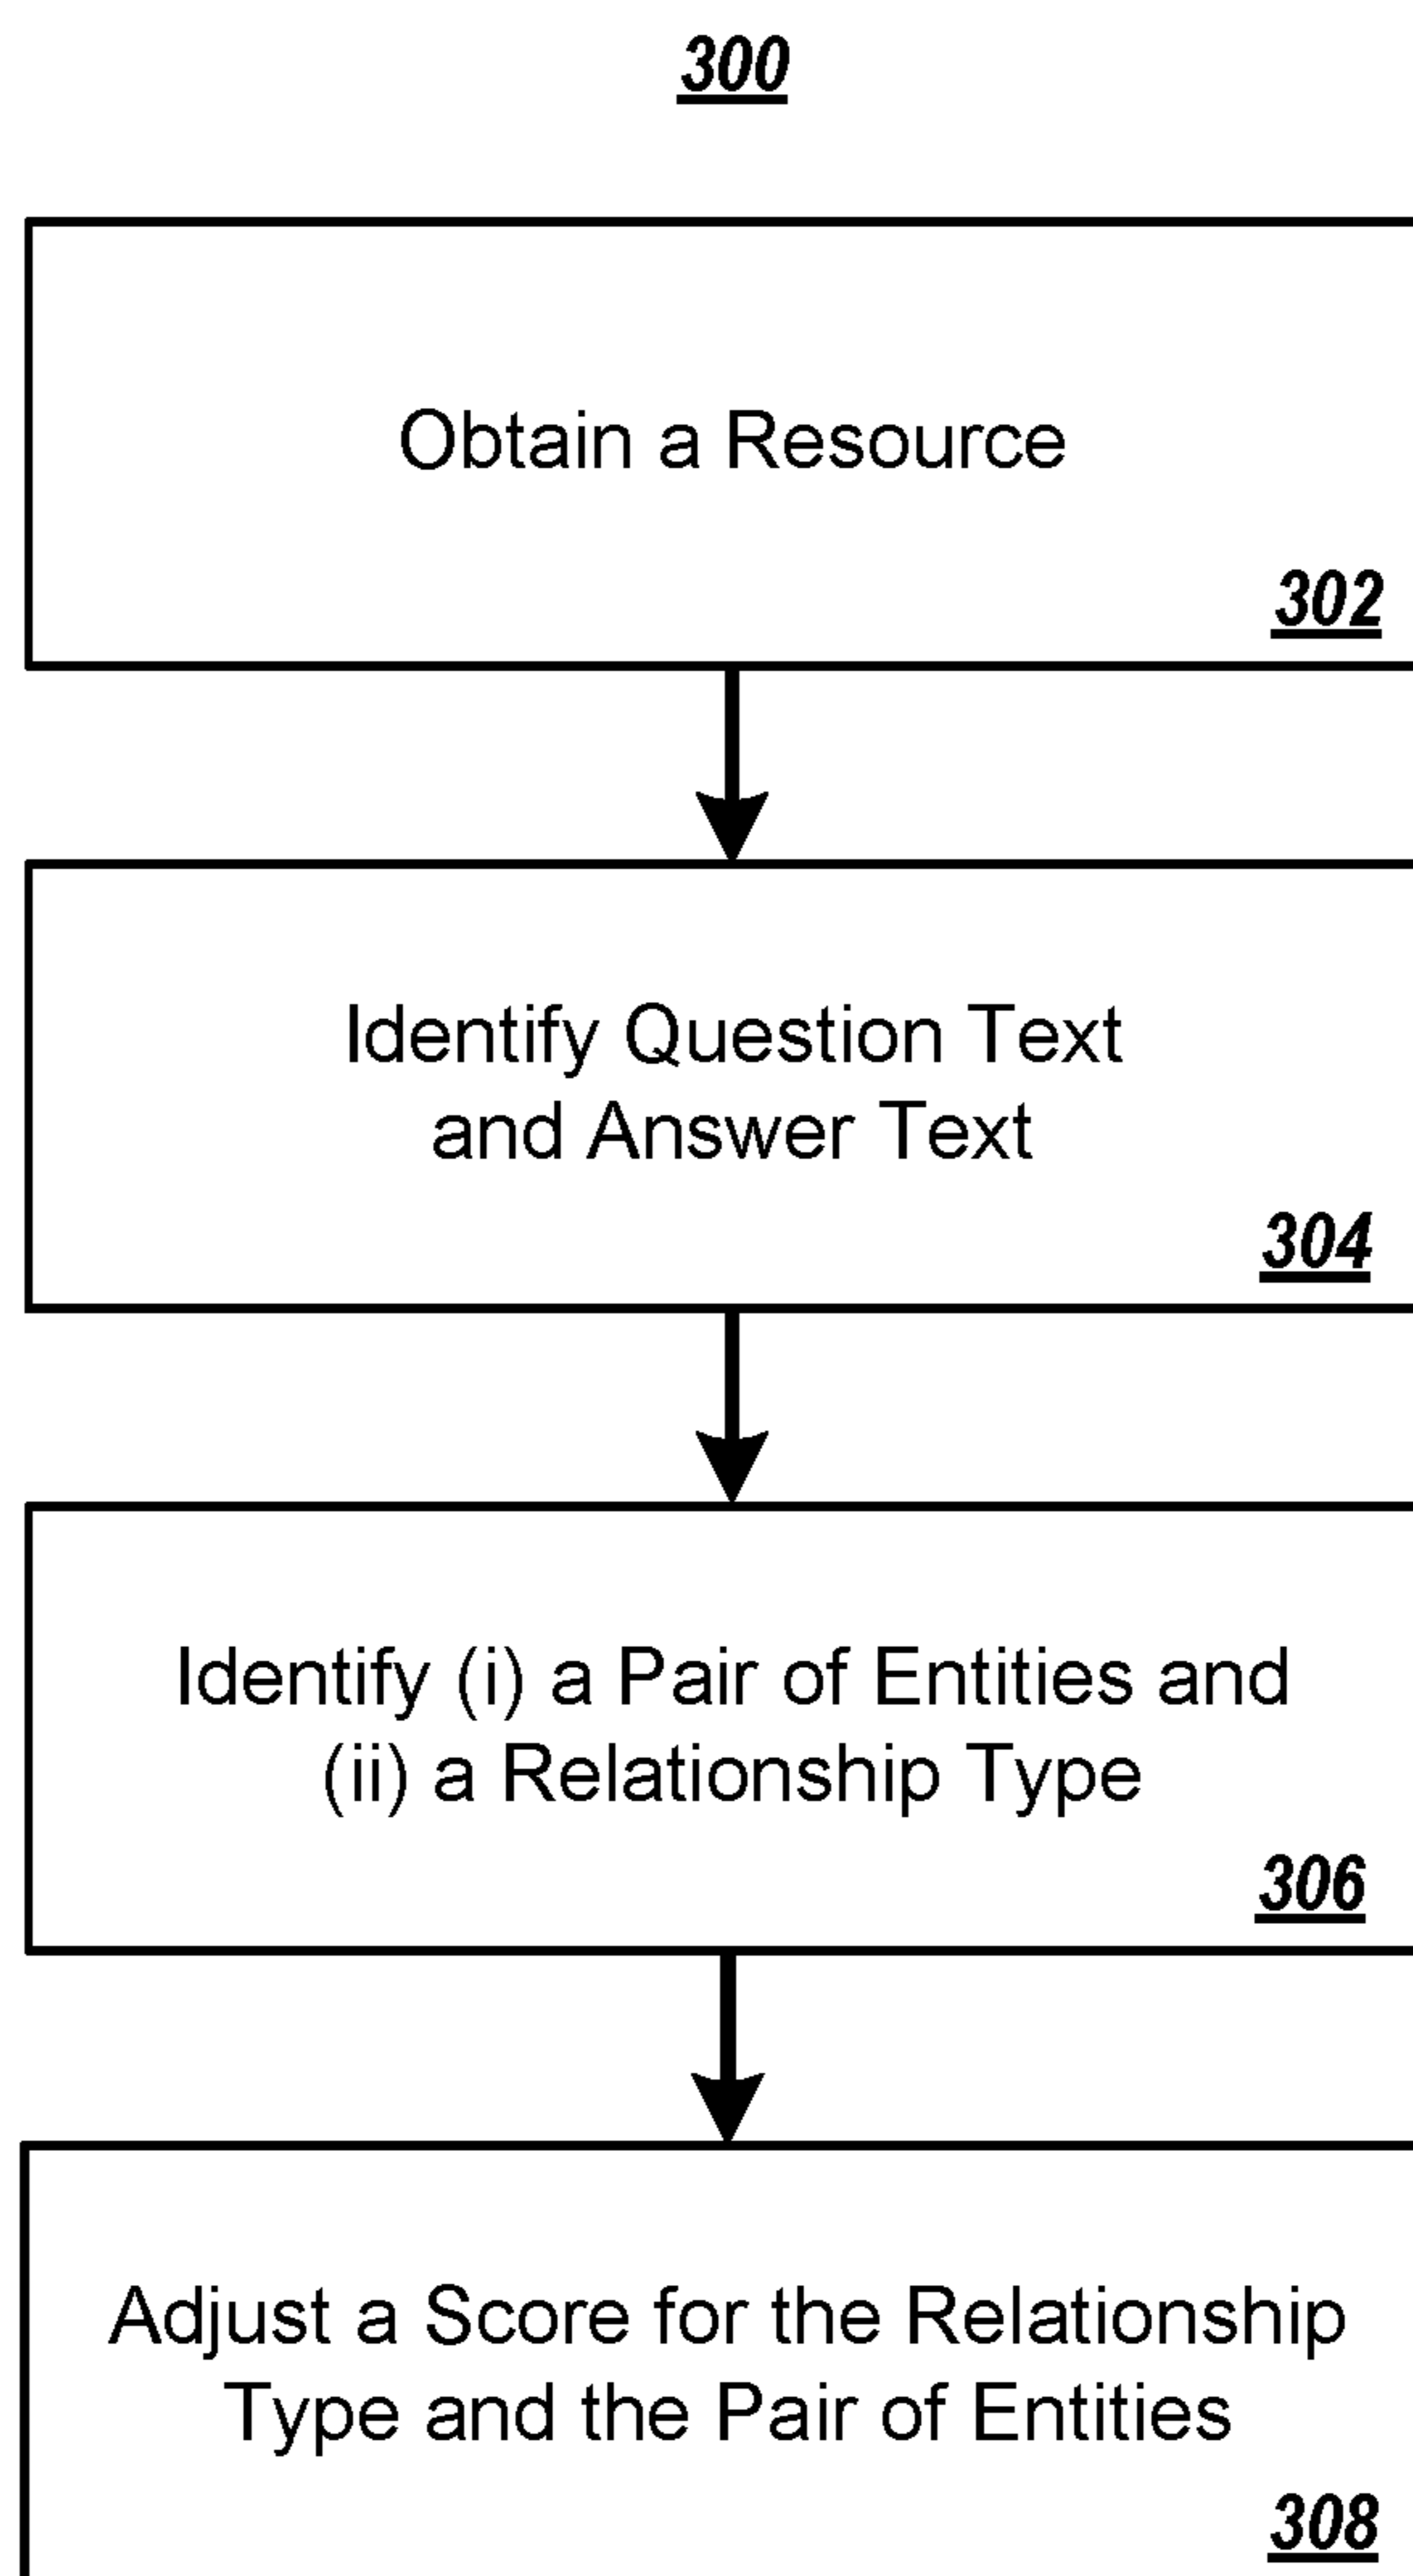 300
Obtain a Resource
302
Identify Question Text
and Answer Text
304
Identify (i) a Pair of Entities and
(ii) a Relationship Type
306
Adjust a Score for the Relationship
Type and the Pair of Entities
308